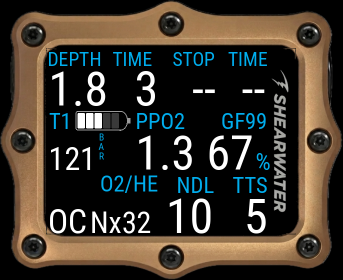 DEPTH TIME STOP TIME
1.8 3 -- --
T1 PPO2 GF99
121 BAR 1.3 67%
O2/HE NDL TTS
OC Nx32 10 5
SHEARWATER